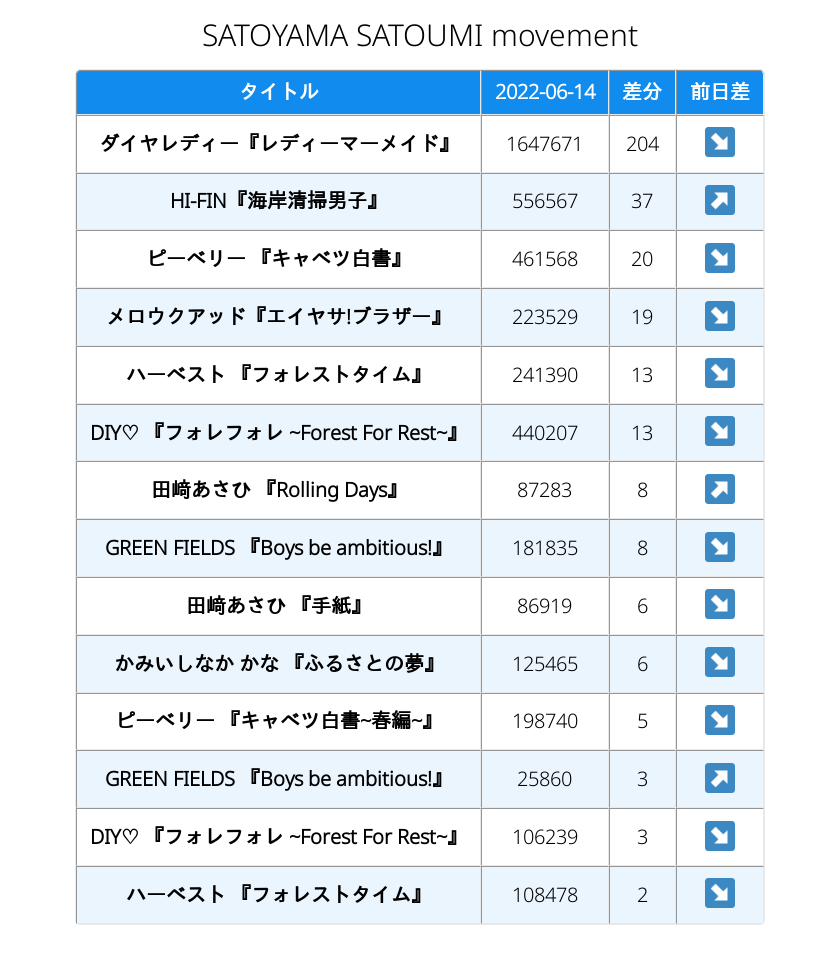 SATOYAMA SATOUMI movement
タイトル 2022-06-14 差分 前日差
ダイヤレディー『レディーマーメイド』 1647671 204 ↘
HI-FIN『海岸清掃男子』 556567 37 ↗
ピーベリー 『キャベツ白書』 461568 20 ↘
メロウクアッド『エイヤサ!ブラザー』 223529 19 ↘
ハーベスト 『フォレストタイム』 241390 13 ↘
DIY♡ 『フォレフォレ ~Forest For Rest~』 440207 13 ↘
田﨑あさひ 『Rolling Days』 87283 8 ↗
GREEN FIELDS 『Boys be ambitious!』 181835 8 ↘
田﨑あさひ 『手紙』 86919 6 ↘
かみいしなか かな 『ふるさとの夢』 125465 6 ↘
ピーベリー 『キャベツ白書~春編~』 198740 5 ↘
GREEN FIELDS 『Boys be ambitious!』 25860 3 ↗
DIY♡ 『フォレフォレ ~Forest For Rest~』 106239 3 ↘
ハーベスト 『フォレストタイム』 108478 2 ↘